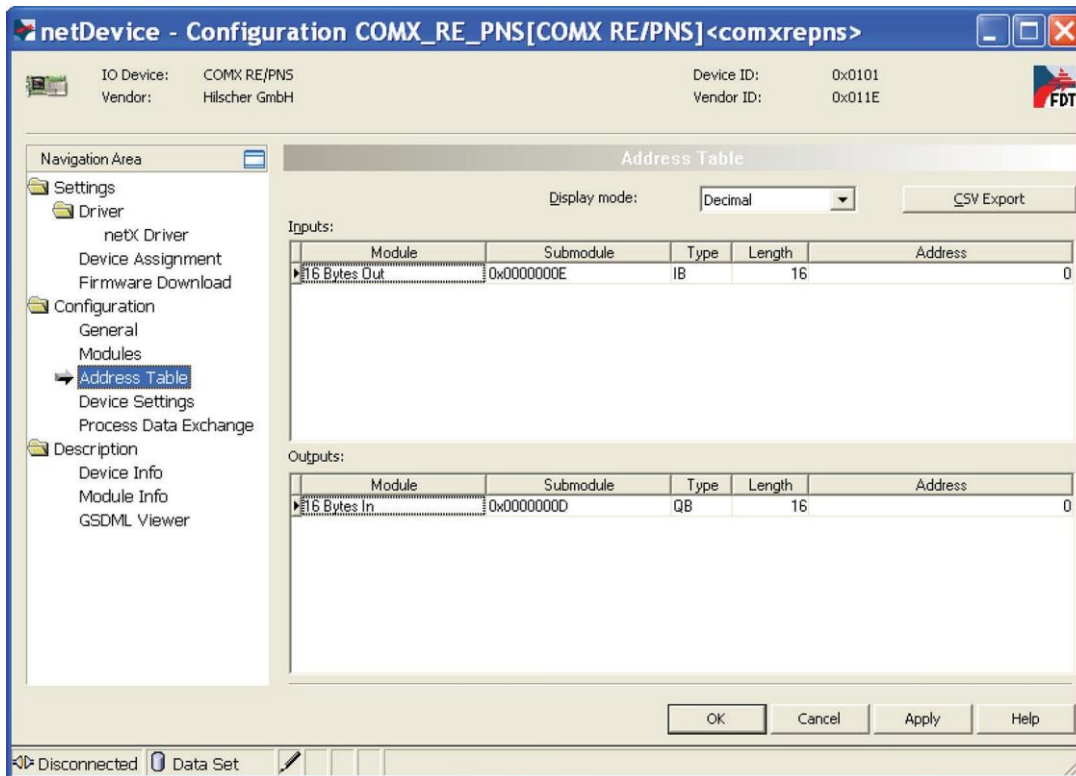 netDevice - Configuration COMX_RE_PNS[COMX RE/PNS]<comxrepns>
IO Device: COMX RE/PNS Device ID: 0x0101
Vendor: Hilscher GmbH Vendor ID: 0x011E
FDT
Navigation Area
Settings
Driver
netX Driver
Device Assignment
Firmware Download
Configuration
General
Modules
Address Table
Device Settings
Process Data Exchange
Description
Device Info
Module Info
GSDML Viewer
Address Table
Display mode: Decimal CSV Export
Inputs:
Module Submodule Type Length Address
16 Bytes Out 0x0000000E IB 16 0
Outputs:
Module Submodule Type Length Address
16 Bytes In 0x0000000D QB 16 0
OK Cancel Apply Help
Disconnected Data Set